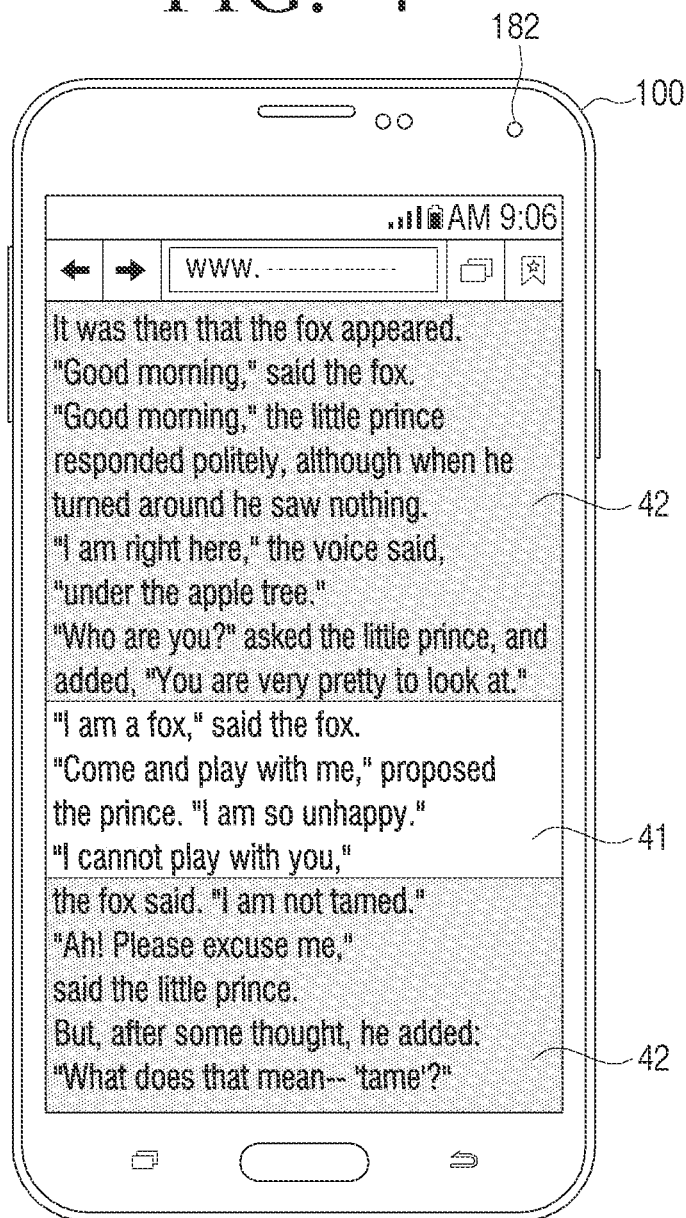 FIG. 4
182
100
AM 9:06
www.
It was then that the fox appeared.
"Good morning," said the fox.
"Good morning," the little prince
responded politely, although when he
turned around he saw nothing.
42
"I am right here," the voice said,
"under the apple tree."
"Who are you?" asked the little prince, and
added, "You are very pretty to look at."
"I am a fox," said the fox.
"Come and play with me," proposed
the prince. "I am so unhappy."
41
"I cannot play with you,"
the fox said. "I am not tamed."
"Ah! Please excuse me,"
said the little prince.
But, after some thought, he added:
42
"What does that mean-- 'tame'?"